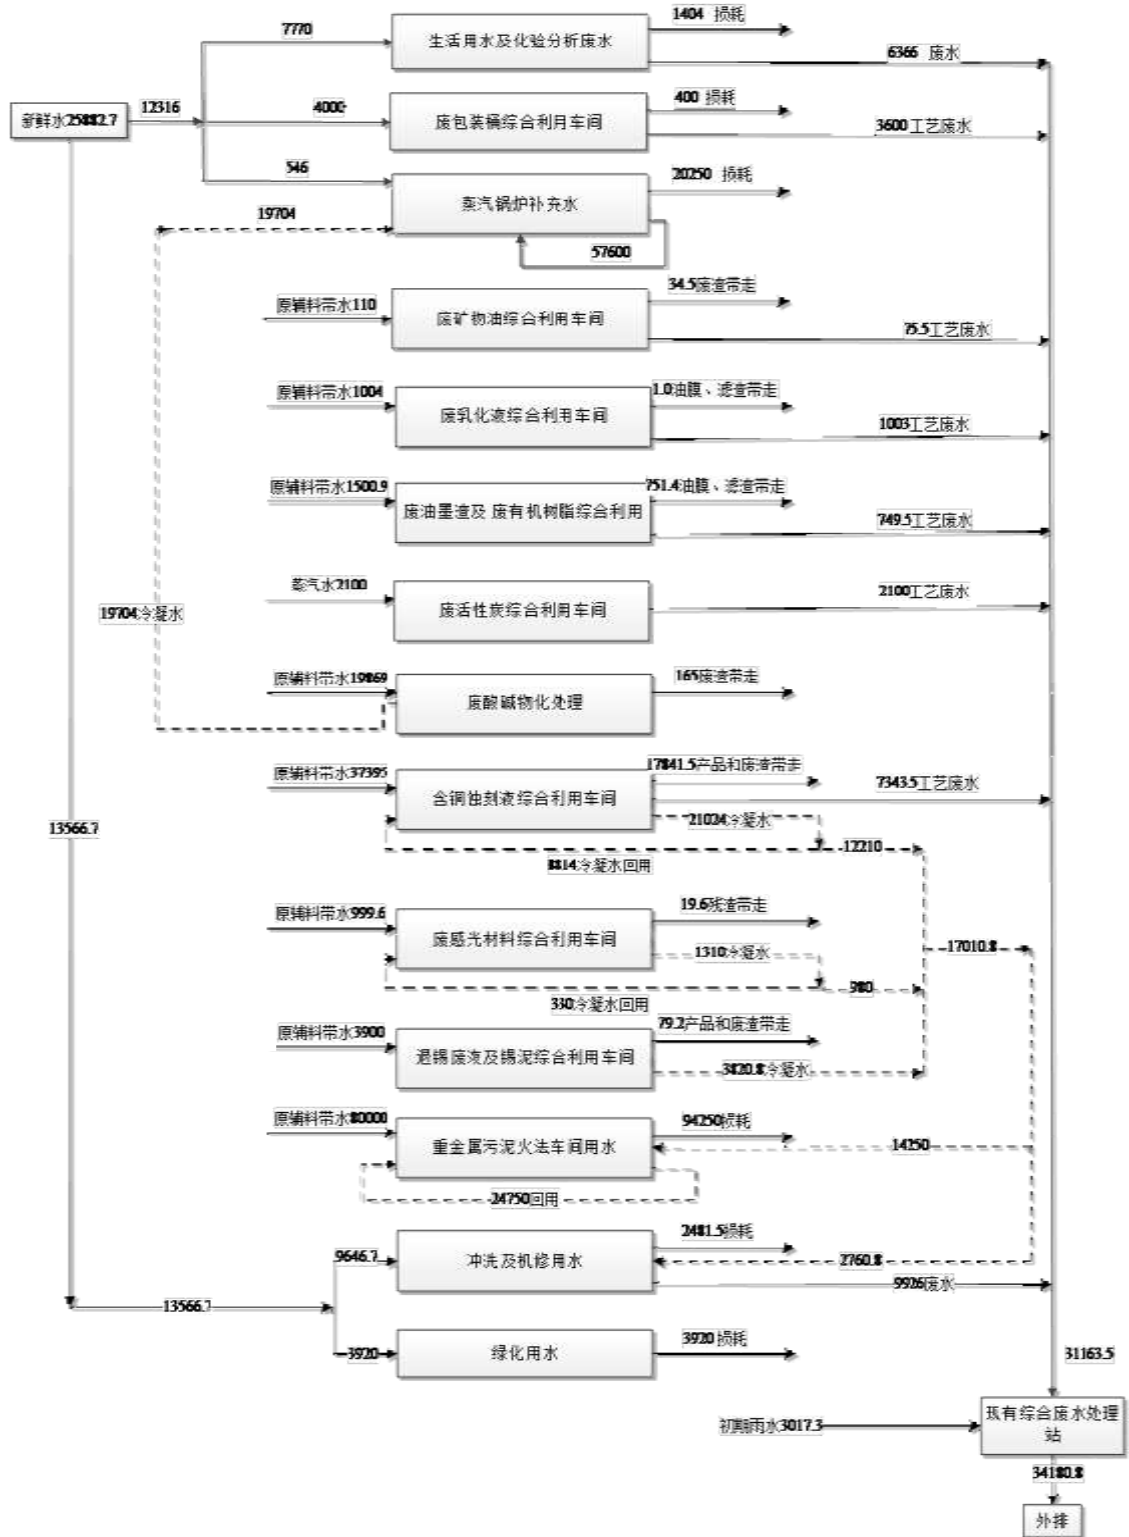 1404 损耗
7770
生活用水及化验分析废水
6366 废水
新鲜水25882.7
12316
400 损耗
4000
废包装桶综合利用车间
3600工艺废水
546
20250 损耗
蒸汽锅炉补充水
19704
57600
34.5废渣带走
原辅料带水110
废矿物油综合利用车间
75.5工艺废水
1.0油膜、滤渣带走
原辅料带水1004
废乳化液综合利用车间
1003工艺废水
751.4油膜、滤渣带走
原辅料带水1500.9
废油墨渣及 废有机树脂综合利用
749.5工艺废水
蒸汽水2100
废活性炭综合利用车间
2100工艺废水
19704冷凝水
原辅料带水19869
165废渣带走
废酸碱物化处理
17841.5产品和废渣带走
原辅料带水37395
含铜蚀刻液综合利用车间
7343.5工艺废水
21024冷凝水
13566.7
12210
8814冷凝水回用
19.6残渣带走
原辅料带水999.6
废感光材料综合利用车间
1310冷凝水
17010.8
980
330冷凝水回用
79.2产品和废渣带走
原辅料带水3900
退锡废液及锡泥综合利用车间
3820.8冷凝水
原辅料带水80000
94250损耗
重金属污泥火法车间用水
14250
24750回用
2481.5损耗
9646.7
冲洗及机修用水
2760.8
9926废水
13566.7
3920
绿化用水
3920 损耗
31163.5
初期雨水3017.3
现有综合废水处理
站
34180.8
外排